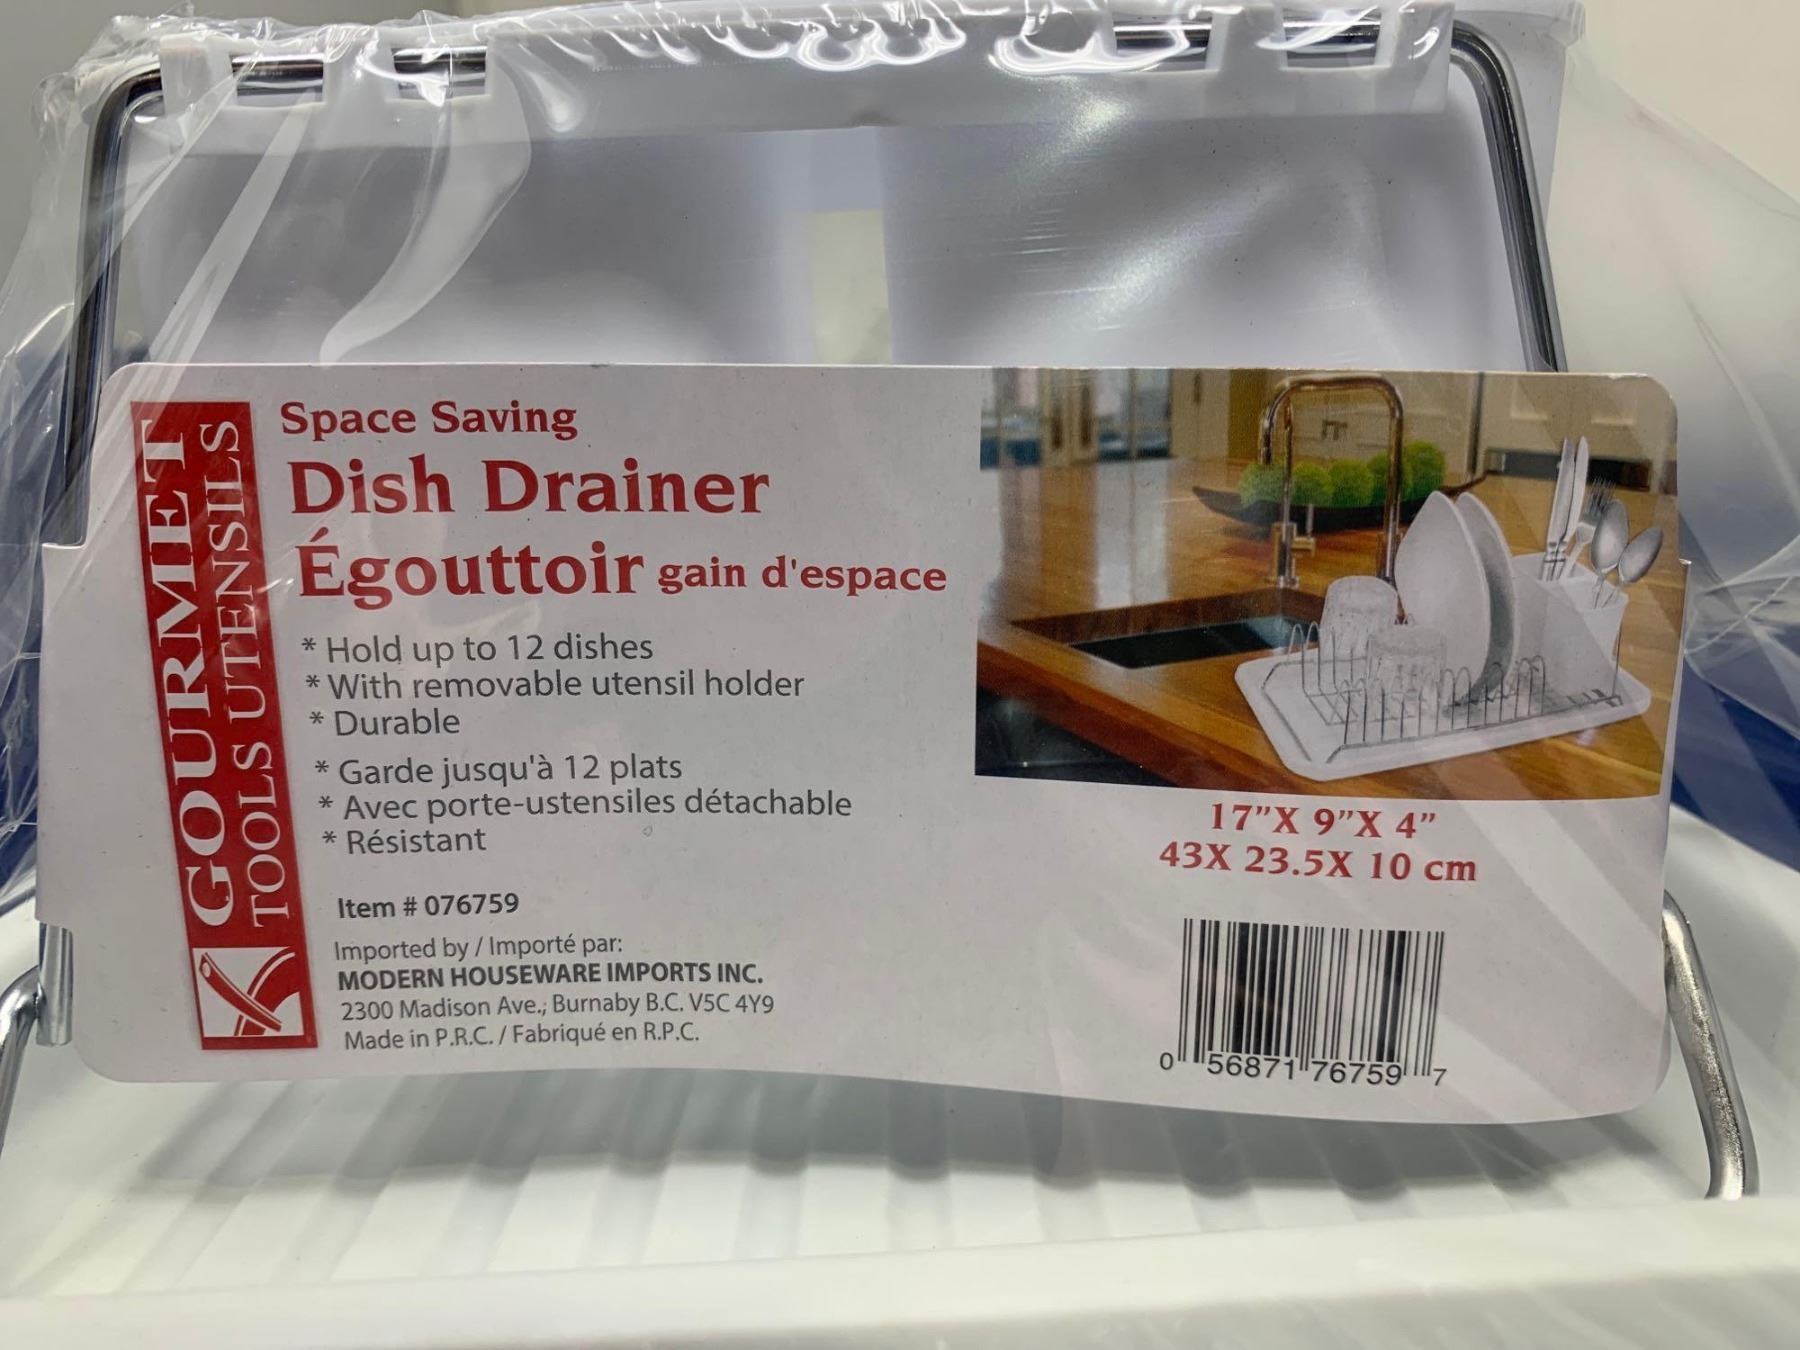 GOURMET
TOOLS UTENSILS
Space Saving
Dish Drainer
Égouttoir gain d'espace
* Hold up to 12 dishes
* With removable utensil holder
* Durable
* Garde jusqu'à 12 plats
* Avec porte-ustensiles détachable
* Résistant
Item # 076759
Imported by / Importé par:
MODERN HOUSEWARE IMPORTS INC.
2300 Madison Ave., Burnaby B.C. V5C 4Y9
Made in P.R.C. / Fabriqué en R.P.C.
17”X 9”X 4”
43X 23.5X 10 cm
0 56871 76759 7